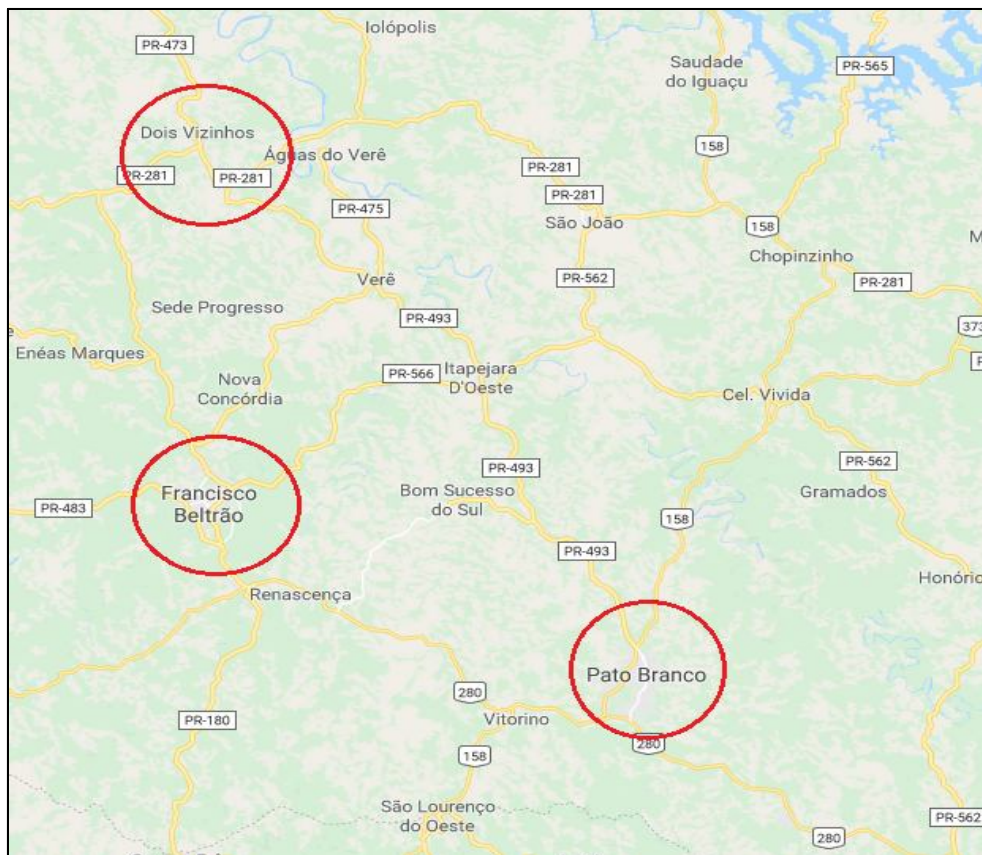 Iolópolis
PR-473
Saudade
do Iguaçu
PR-565
Dois Vizinhos
158
Águas do Verê
PR-281
PR-281
PR-281
PR-281
PR-475
São João
158
Chopinzinho
M
Verê
PR-562
PR-281
Sede Progresso
PR-493
373
e
Enéas Marques
P
Itapejara
D'Oeste
PR-566
Nova
Concórdia
Cel. Vivida
PR-562
PR-493
Bom Sucesso
do Sul
Gramados
Francisco
Beltrão
PR-483
158
PR-493
Honório
Renascença
Pato Branco
280
Vitorino
PR-180
280
158
São Lourenço
do Oeste
PR-562
280